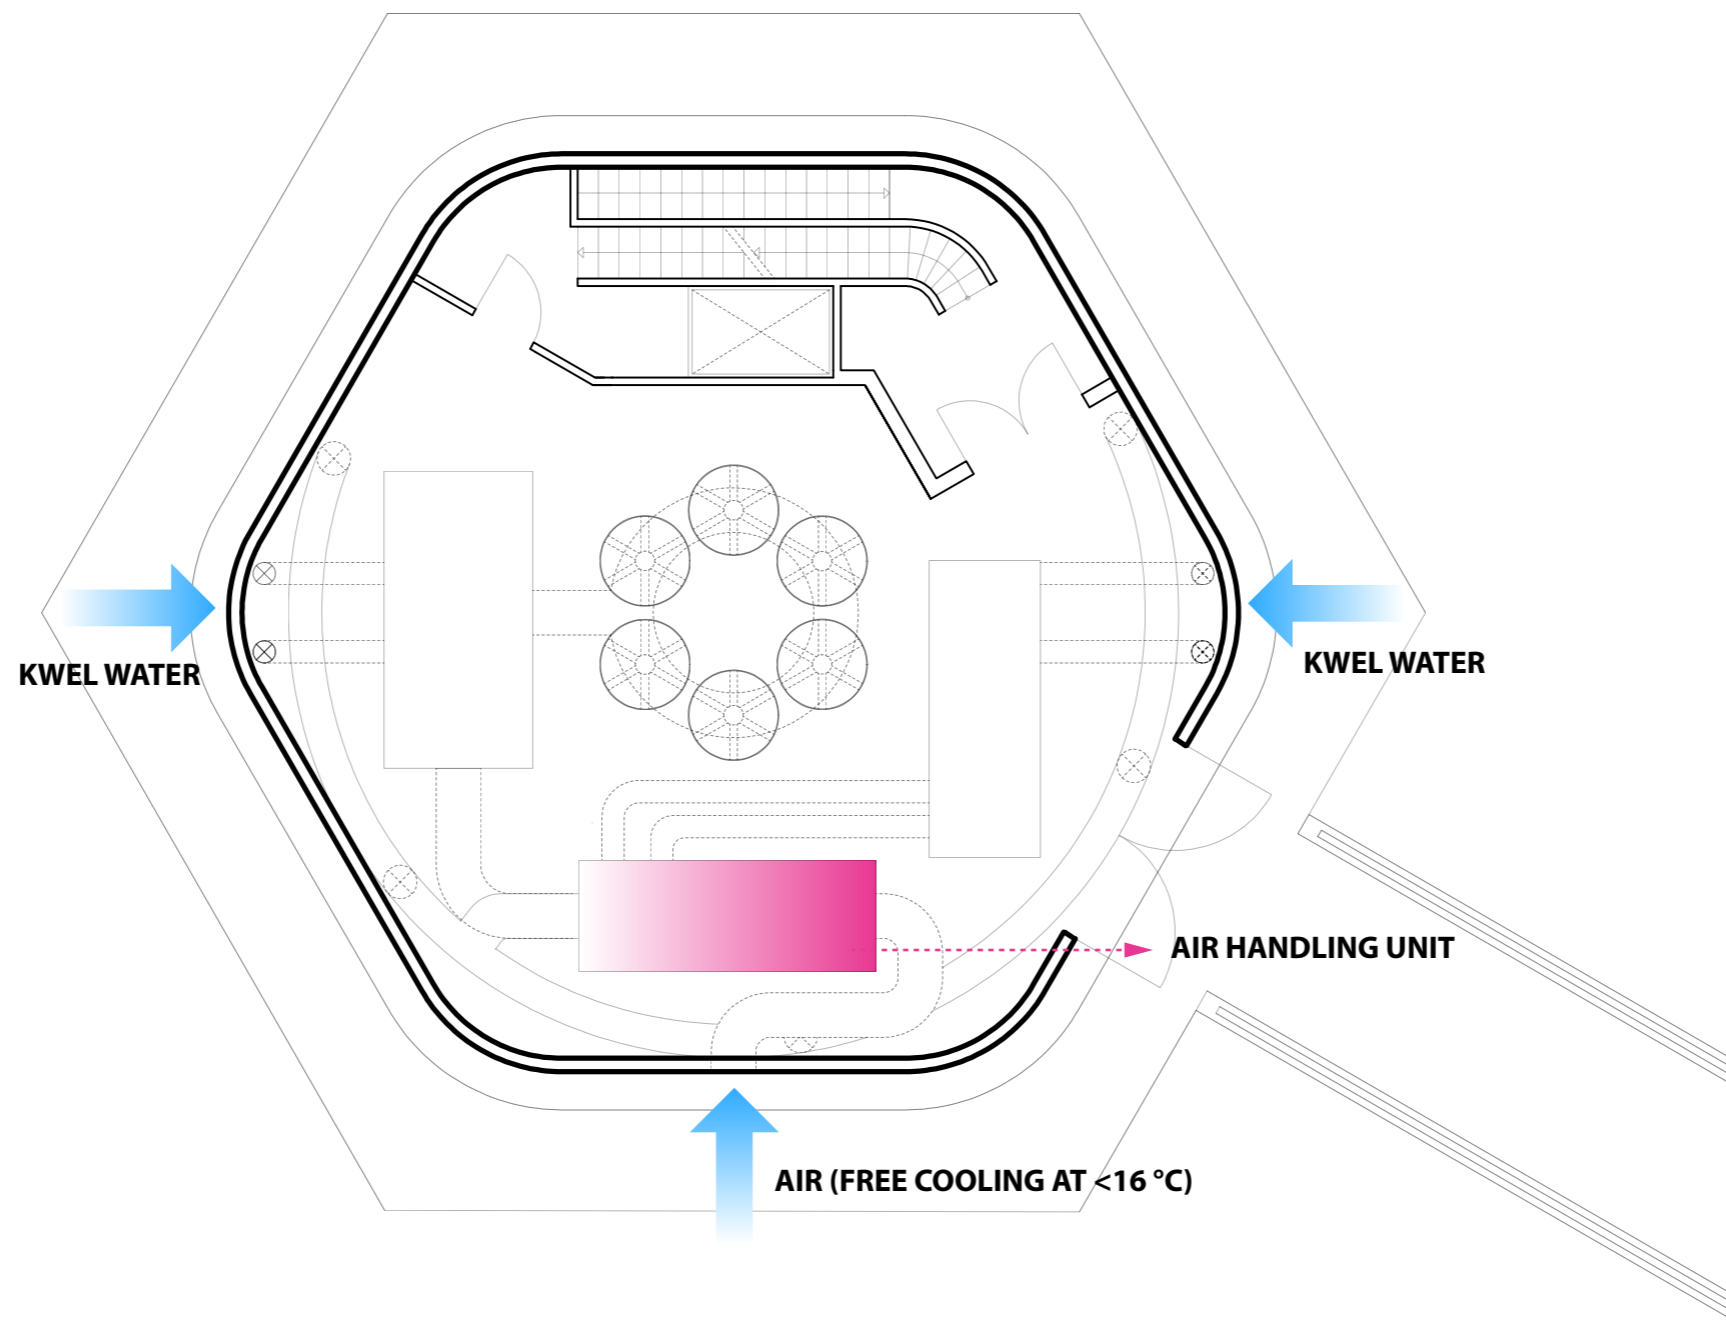 KWEL WATER
KWEL WATER
AIR HANDLING UNIT
AIR (FREE COOLING AT <16 °C)